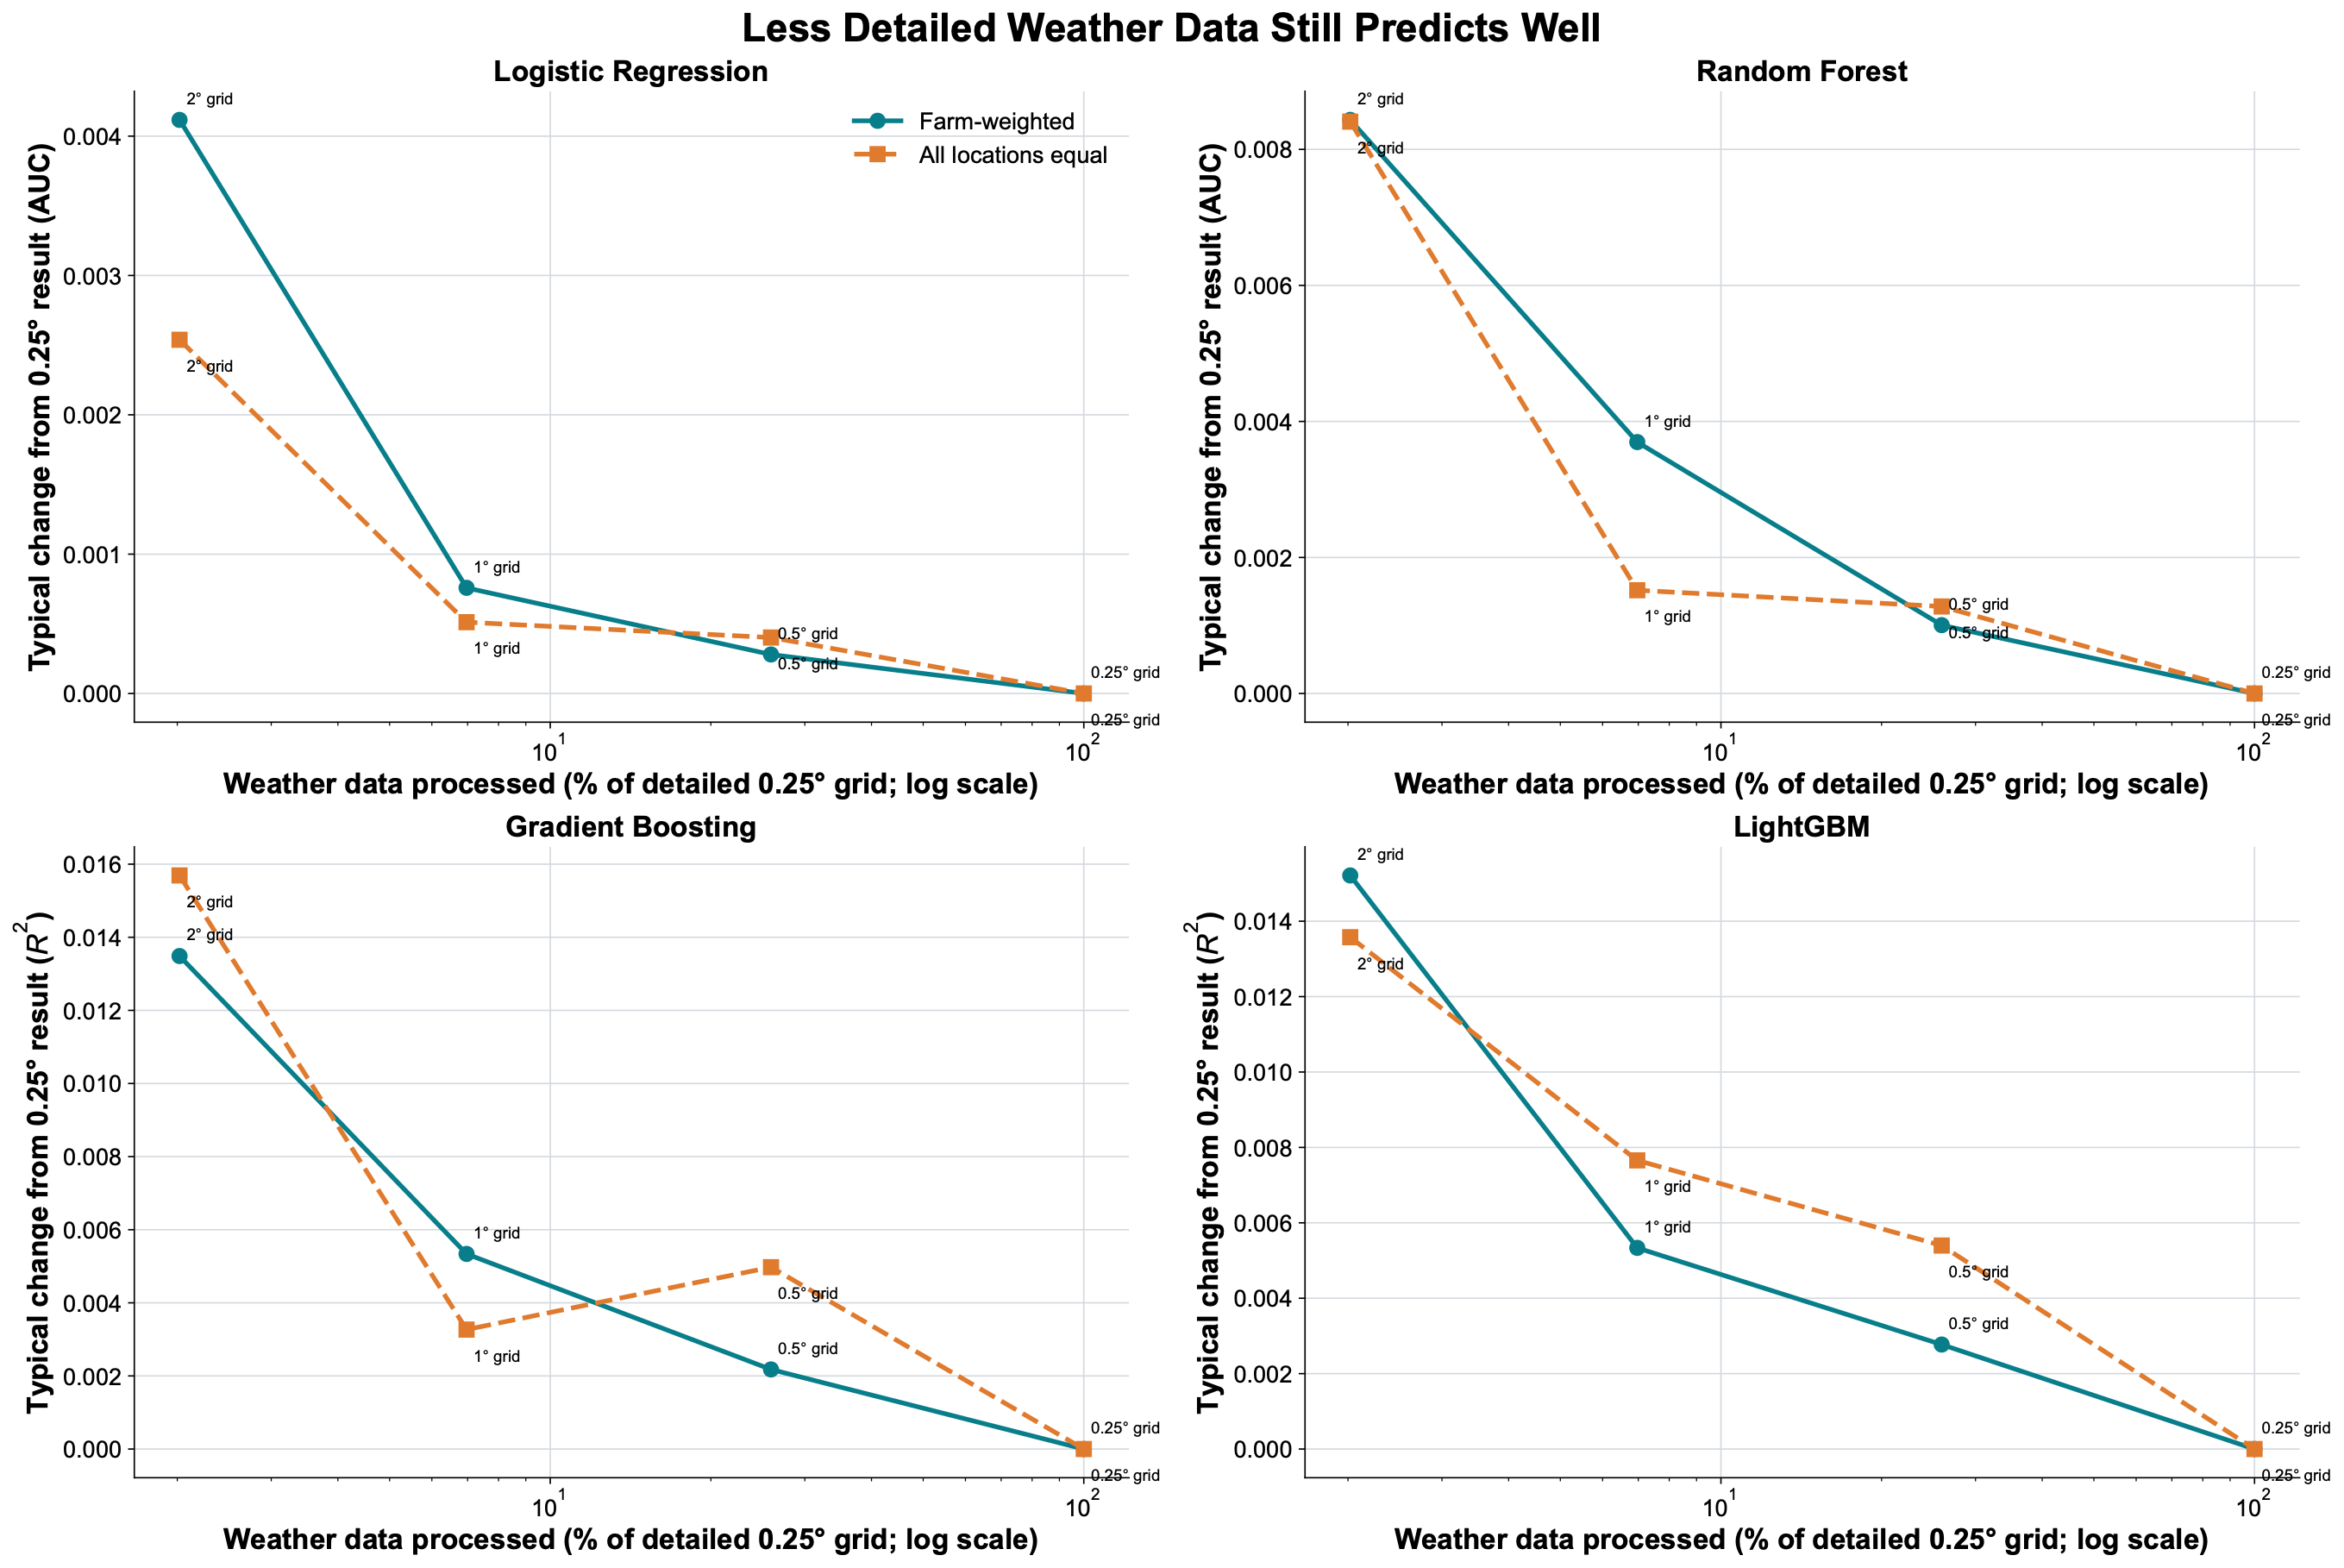 Less Detailed Weather Data Still Predicts Well
Logistic Regression
Typical change from 0.25° result (AUC)
0.004
0.003
0.002
0.001
0.000
Farm-weighted
All locations equal
2° grid
2° grid
1° grid
1° grid
0.5° grid
0.5° grid
0.25° grid
0.25° grid
10¹
10²
Weather data processed (% of detailed 0.25° grid; log scale)
Random Forest
Typical change from 0.25° result (AUC)
0.008
0.006
0.004
0.002
0.000
2° grid
2° grid
1° grid
1° grid
0.5° grid
0.5° grid
0.25° grid
0.25° grid
10¹
10²
Weather data processed (% of detailed 0.25° grid; log scale)
Gradient Boosting
Typical change from 0.25° result (R²)
0.016
0.014
0.012
0.010
0.008
0.006
0.004
0.002
0.000
2° grid
2° grid
1° grid
1° grid
0.5° grid
0.5° grid
0.25° grid
0.25° grid
10¹
10²
Weather data processed (% of detailed 0.25° grid; log scale)
LightGBM
Typical change from 0.25° result (R²)
0.014
0.012
0.010
0.008
0.006
0.004
0.002
0.000
2° grid
2° grid
1° grid
1° grid
0.5° grid
0.5° grid
0.25° grid
0.25° grid
10¹
10²
Weather data processed (% of detailed 0.25° grid; log scale)